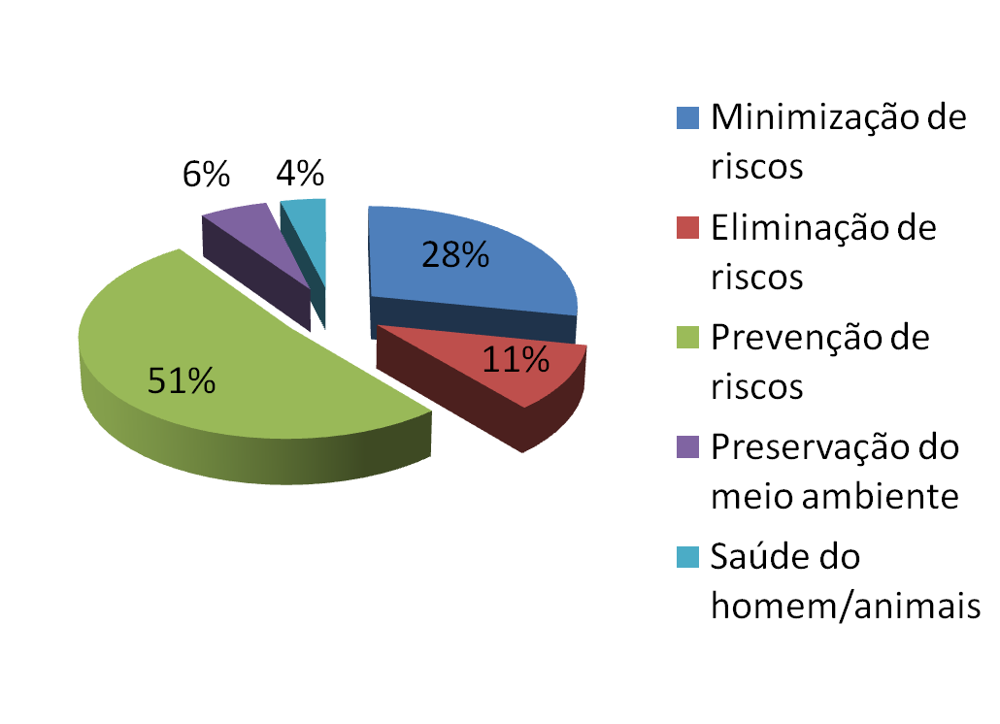 6%
4%
28%
11%
51%
Minimização de
riscos
Eliminação de
riscos
Prevenção de
riscos
Preservação do
meio ambiente
Saúde do
homem/animais